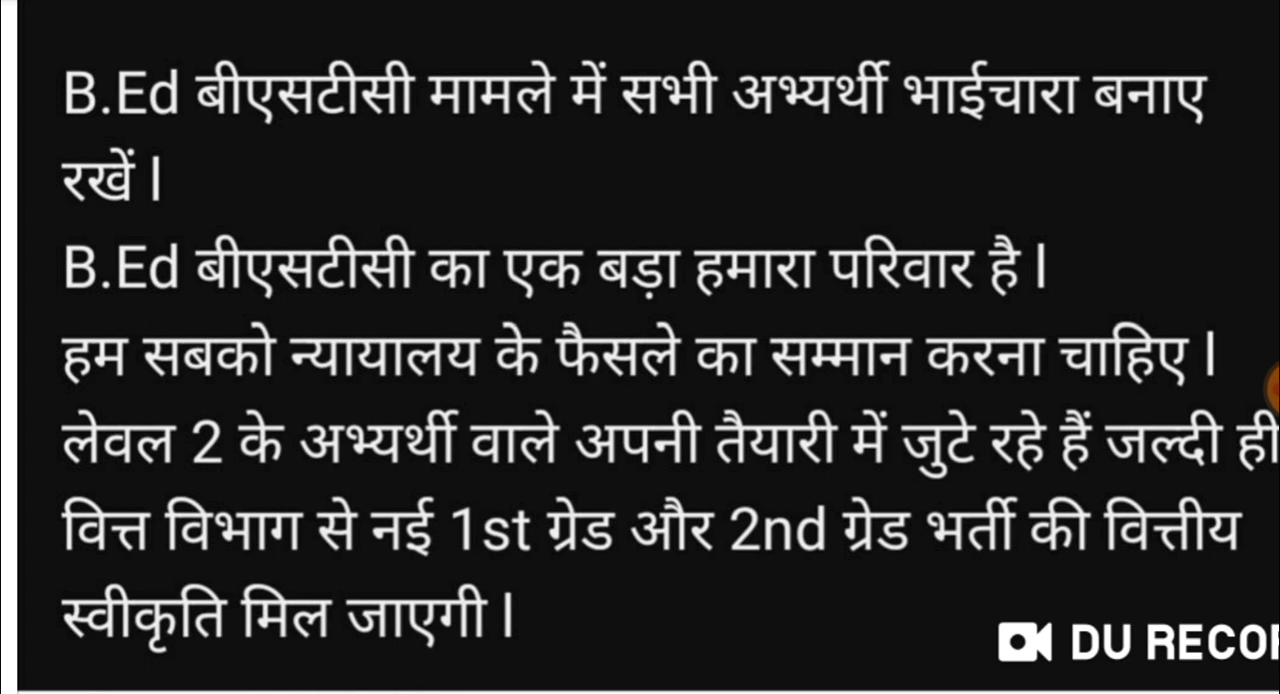 B.Ed बीएसटीसी मामले में सभी अभ्यर्थी भाईचारा बनाए
रखें।
B.Ed बीएसटीसी का एक बड़ा हमारा परिवार है।
हम सबको न्यायालय के फैसले का सम्मान करना चाहिए।
लेवल 2 के अभ्यर्थी वाले अपनी तैयारी में जुटे रहे हैं जल्दी ही
वित्त विभाग से नई 1st ग्रेड और 2nd ग्रेड भर्ती की वित्तीय
स्वीकृति मिल जाएगी।
DU